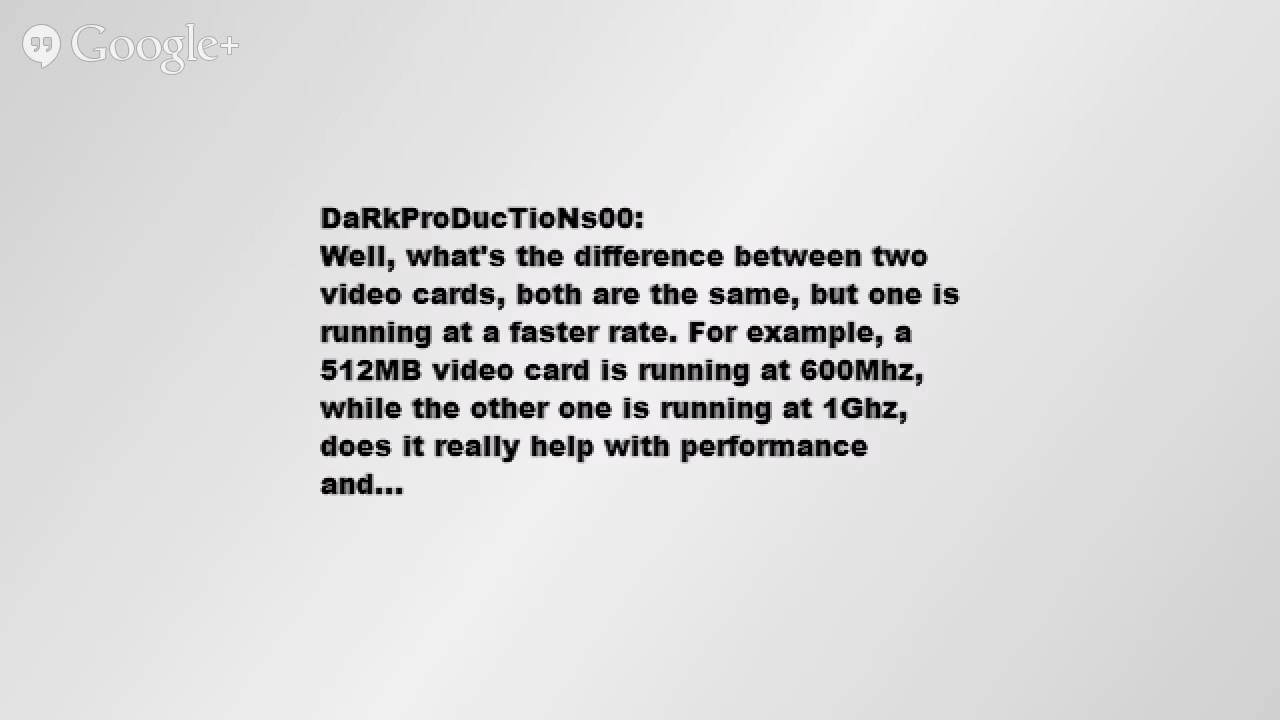 Google+
DaRkProDucTioNs00:
Well, what's the difference between two
video cards, both are the same, but one is
running at a faster rate. For example, a
512MB video card is running at 600Mhz,
while the other one is running at 1Ghz,
does it really help with performance
and...